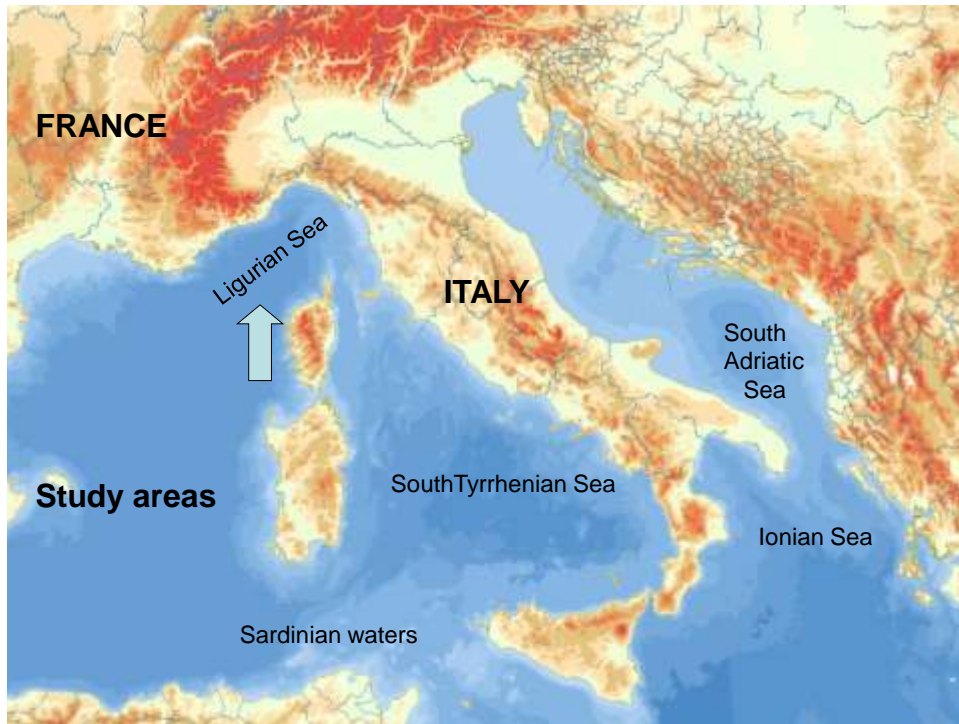 FRANCE
Ligurian Sea
ITALY
South
Adriatic
Sea
SouthTyrrhenian Sea
Study areas
Ionian Sea
Sardinian waters